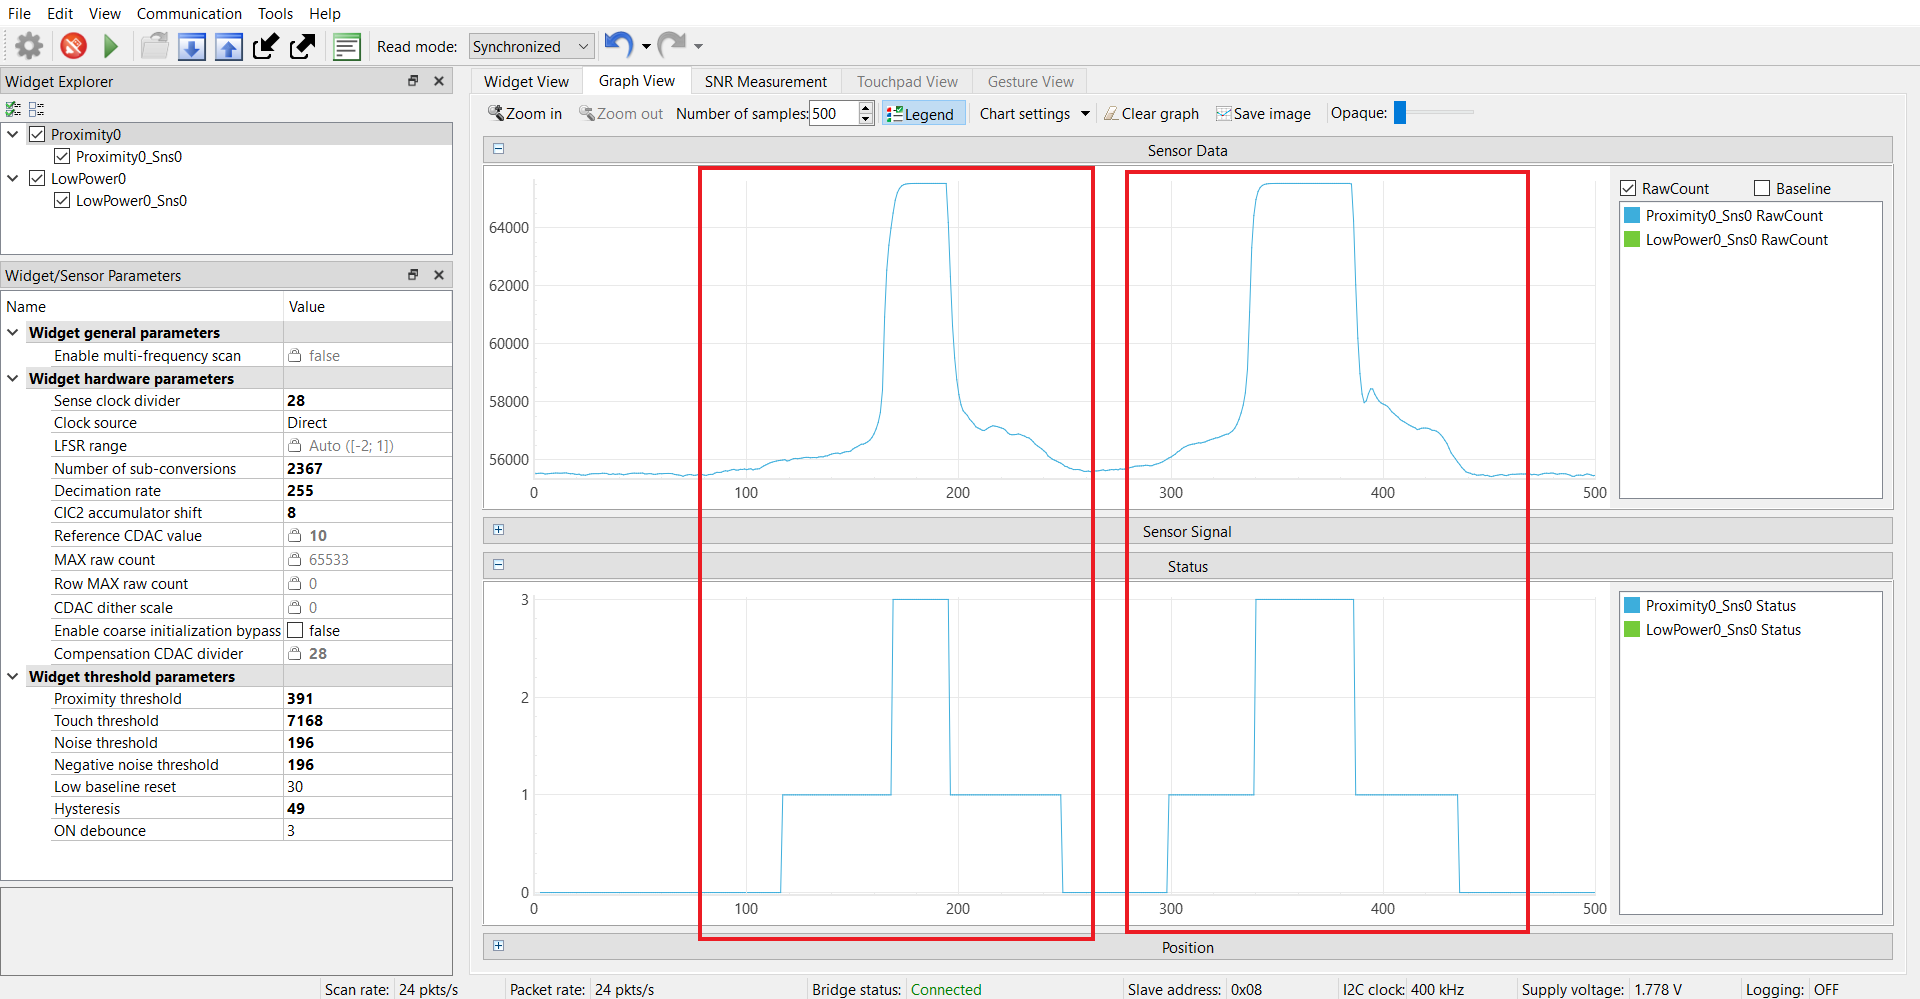 File Edit View Communication Tools Help
Read mode: Synchronized
Widget Explorer
Proximity0
Proximity0_Sns0
LowPower0
LowPower0_Sns0
Widget/Sensor Parameters
Name Value
Widget general parameters
Enable multi-frequency scan false
Widget hardware parameters
Sense clock divider 28
Clock source Direct
LFSR range Auto ([-2; 1])
Number of sub-conversions 2367
Decimation rate 255
CIC2 accumulator shift 8
Reference CDAC value 10
MAX raw count 65533
Row MAX raw count 0
CDAC dither scale 0
Enable coarse initialization bypass false
Compensation CDAC divider 28
Widget threshold parameters
Proximity threshold 391
Touch threshold 7168
Noise threshold 196
Negative noise threshold 196
Low baseline reset 30
Hysteresis 49
ON debounce 3
Widget View Graph View SNR Measurement Touchpad View Gesture View
Zoom in Zoom out Number of samples: 500 Legend Chart settings Clear graph Save image Opaque:
Sensor Data
64000
62000
60000
58000
56000
0 100 200 300 400 500
RawCount Baseline
Proximity0_Sns0 RawCount
LowPower0_Sns0 RawCount
Sensor Signal
Status
3
2
1
0
0 100 200 300 400 500
Proximity0_Sns0 Status
LowPower0_Sns0 Status
Position
Scan rate: 24 pkts/s Packet rate: 24 pkts/s Bridge status: Connected Slave address: 0x08 I2C clock: 400 kHz Supply voltage: 1.778 V Logging: OFF